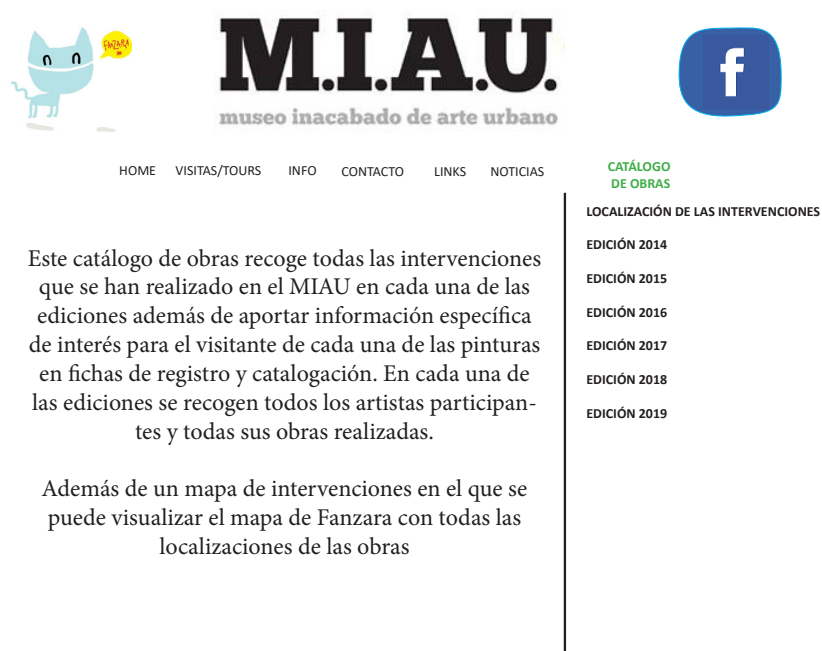 FANZARA
M.I.A.U.
museo inacabado de arte urbano
f
HOME VISITAS/TOURS INFO CONTACTO LINKS NOTICIAS
CATÁLOGO
DE OBRAS
Este catálogo de obras recoge todas las intervenciones
que se han realizado en el MIAU en cada una de las
ediciones además de aportar información específica
de interés para el visitante de cada una de las pinturas
en fichas de registro y catalogación. En cada una de
las ediciones se recogen todos los artistas participan-
tes y todas sus obras realizadas.
Además de un mapa de intervenciones en el que se
puede visualizar el mapa de Fanzara con todas las
localizaciones de las obras
LOCALIZACIÓN DE LAS INTERVENCIONES
EDICIÓN 2014
EDICIÓN 2015
EDICIÓN 2016
EDICIÓN 2017
EDICIÓN 2018
EDICIÓN 2019